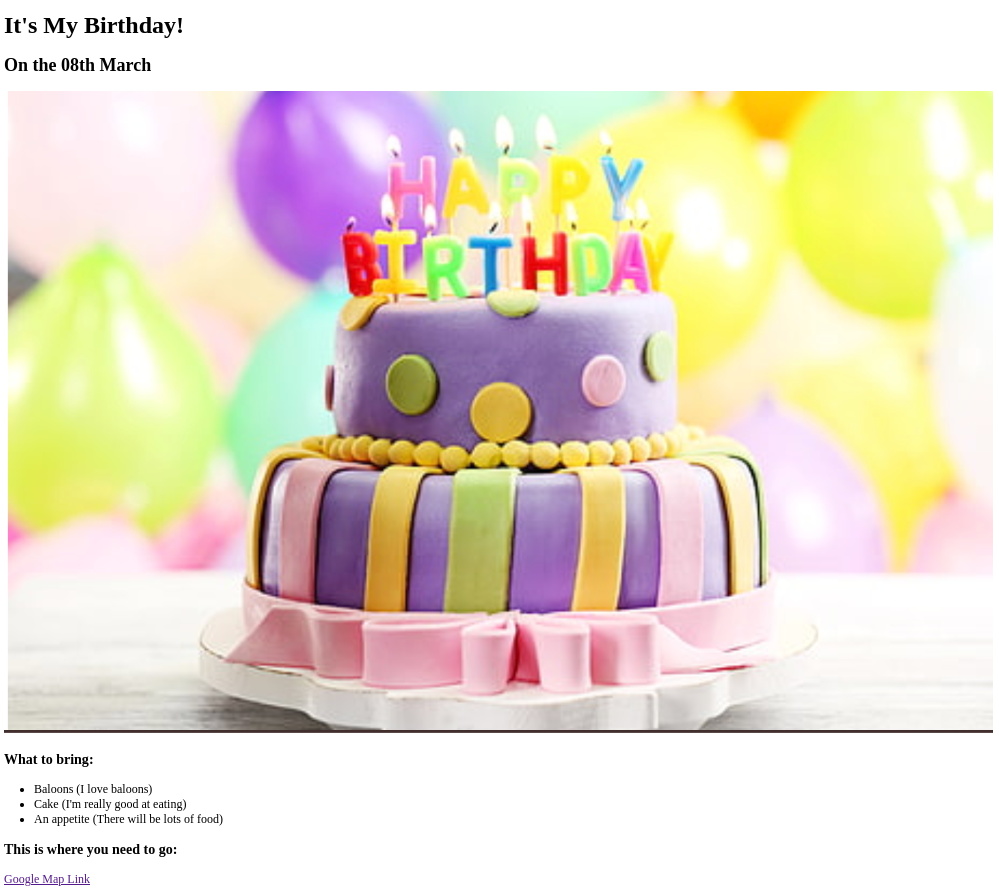 It's My Birthday!
On the 08th March
HAPPY
BIRTHDAY
What to bring:
Baloons (I love baloons)
Cake (I'm really good at eating)
An appetite (There will be lots of food)
This is where you need to go:
Google Map Link